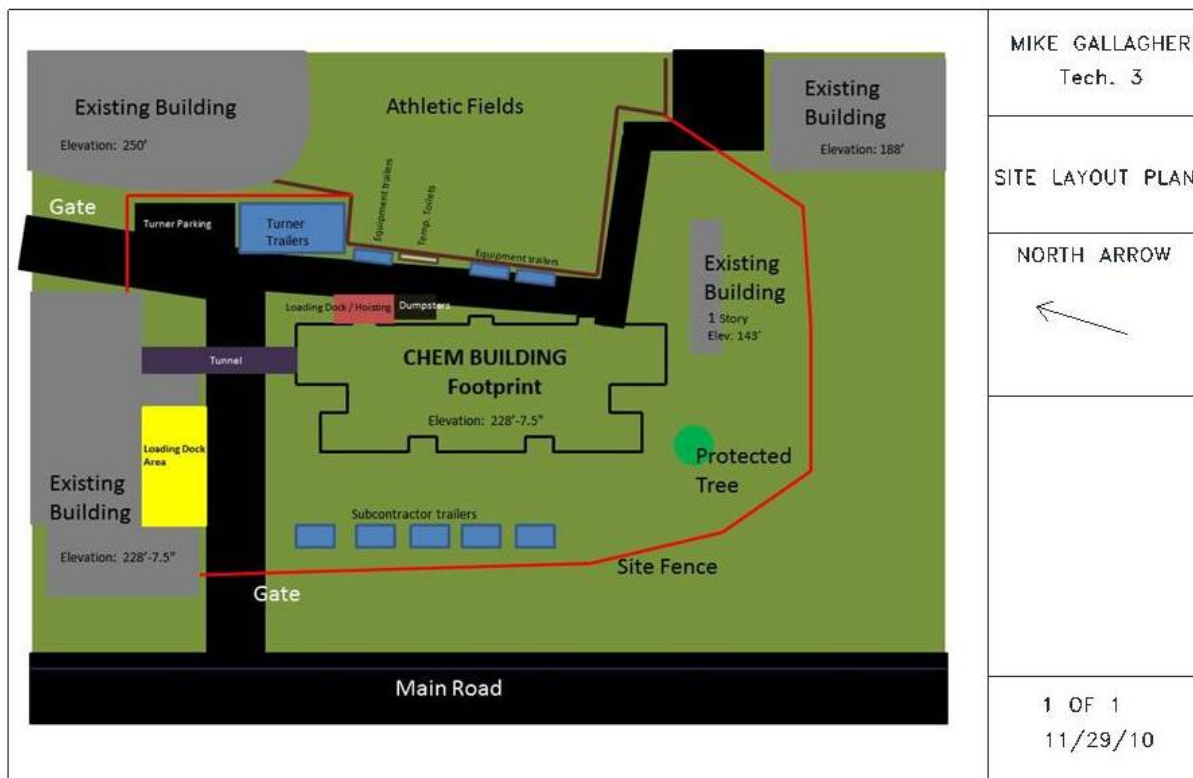 Existing Building
Elevation: 250'
Athletic Fields
Existing
Building
Elevation: 188'
Gate
Turner Parking
Turner
Trailers
Equipment trailers
Temp. Toilets
Equipment trailers
Existing
Building
1 Story
Elev: 143'
Loading Dock / Hoisting
Dumpsters
Tunnel
CHEM BUILDING
Footprint
Elevation: 228'-7.5"
Loading Dock
Area
Existing
Building
Elevation: 228'-7.5"
Protected
Tree
Subcontractor trailers
Site Fence
Gate
Main Road
MIKE GALLAGHER
Tech. 3
SITE LAYOUT PLAN
NORTH ARROW
1 OF 1
11/29/10